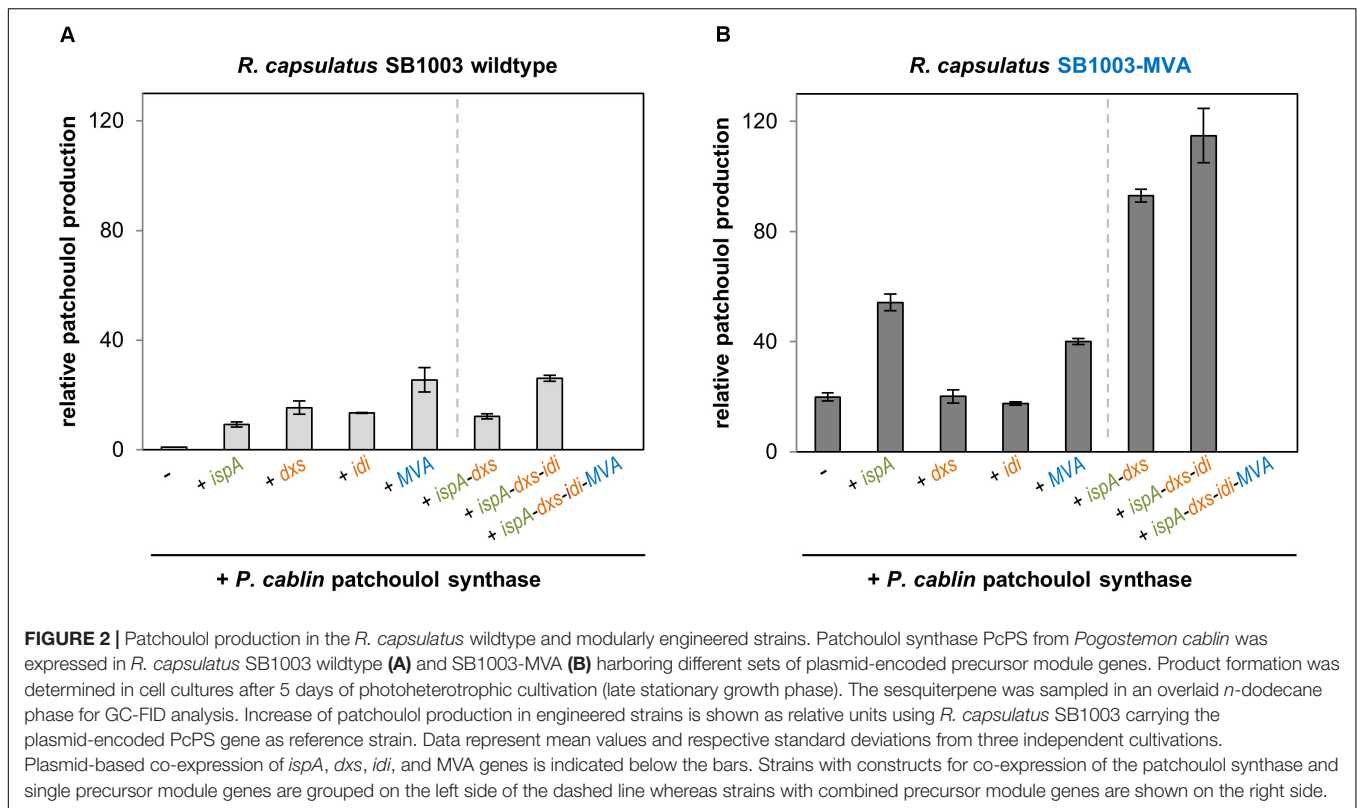 A
R. capsulatus SB1003 wildtype
relative patchoulol production
120
80
40
0
-
+ ispA
+ dxs
+ idi
+ MVA
+ ispA-dxs
+ ispA-dxs-idi
+ ispA-dxs-idi-MVA
+ P. cablin patchoulol synthase
B
R. capsulatus SB1003-MVA
relative patchoulol production
120
80
40
0
-
+ ispA
+ dxs
+ idi
+ MVA
+ ispA-dxs
+ ispA-dxs-idi
+ ispA-dxs-idi-MVA
+ P. cablin patchoulol synthase
FIGURE 2 | Patchoulol production in the R. capsulatus wildtype and modularly engineered strains. Patchoulol synthase PcPS from Pogostemon cablin was
expressed in R. capsulatus SB1003 wildtype (A) and SB1003-MVA (B) harboring different sets of plasmid-encoded precursor module genes. Product formation was
determined in cell cultures after 5 days of photoheterotrophic cultivation (late stationary growth phase). The sesquiterpene was sampled in an overlaid n-dodecane
phase for GC-FID analysis. Increase of patchoulol production in engineered strains is shown as relative units using R. capsulatus SB1003 carrying the
plasmid-encoded PcPS gene as reference strain. Data represent mean values and respective standard deviations from three independent cultivations.
Plasmid-based co-expression of ispA, dxs, idi, and MVA genes is indicated below the bars. Strains with constructs for co-expression of the patchoulol synthase and
single precursor module genes are grouped on the left side of the dashed line whereas strains with combined precursor module genes are shown on the right side.